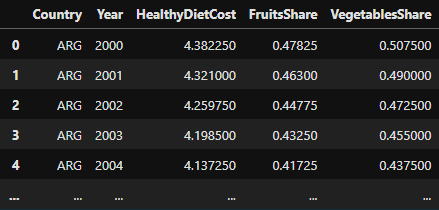 Country Year HealthyDietCost FruitsShare VegetablesShare
0 ARG 2000 4.382250 0.47825 0.507500
1 ARG 2001 4.321000 0.46300 0.490000
2 ARG 2002 4.259750 0.44775 0.472500
3 ARG 2003 4.198500 0.43250 0.455000
4 ARG 2004 4.137250 0.41725 0.437500
... ... ... ... ... ...